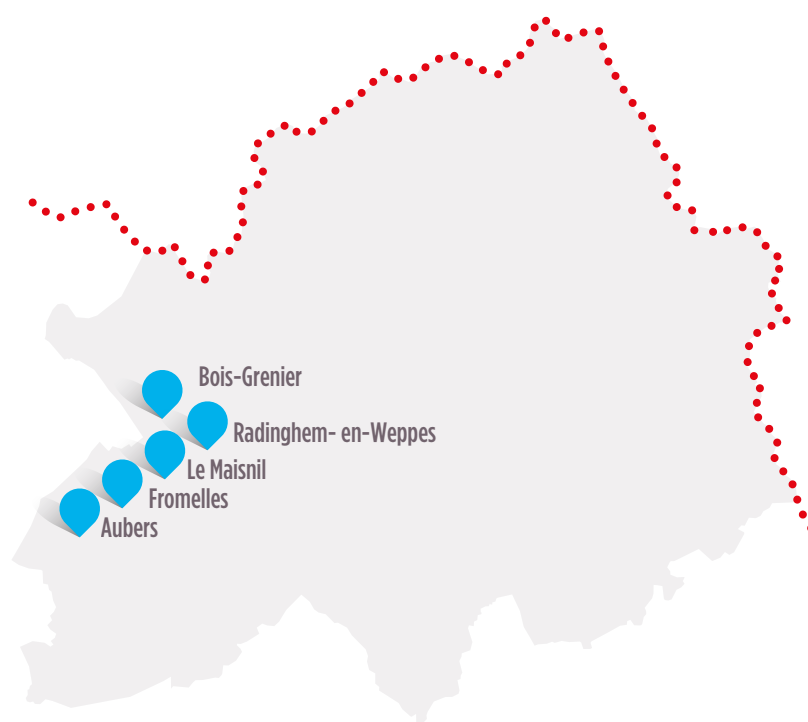 Bois-Grenier
Radinghem- en-Weppes
Le Maisnil
Fromelles
Aubers